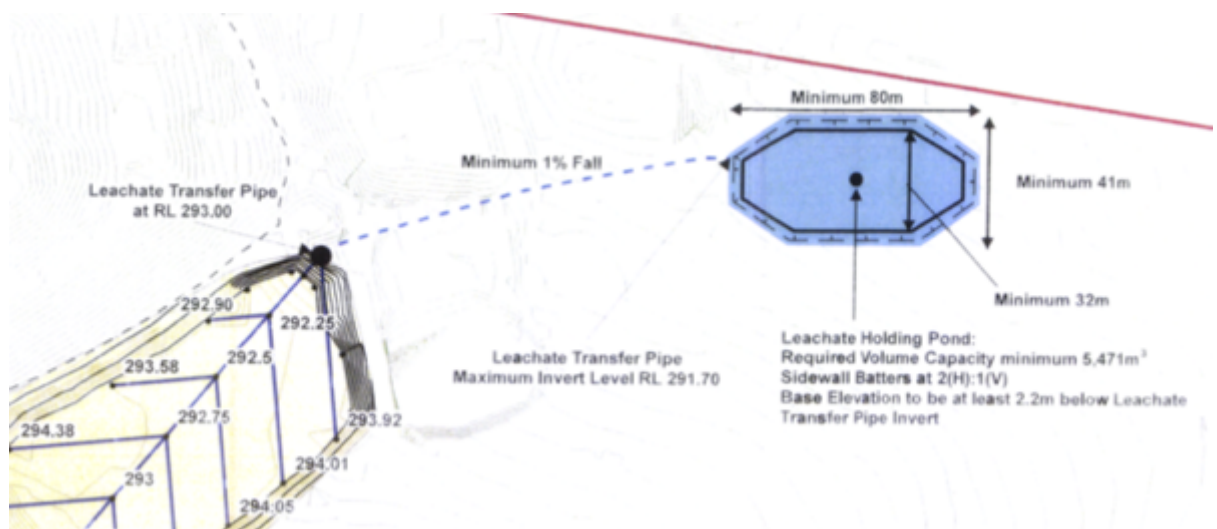 Minimum 80m
Minimum 1% Fall
Leachate Transfer Pipe
at RL 293.00
Minimum 41m
Minimum 32m
292.90
292.25
293.58
292.5
Leachate Transfer Pipe
Maximum Invert Level RL 291.70
Leachate Holding Pond:
Required Volume Capacity minimum 5,471m³
Sidewall Batters at 2(H):1(V)
Base Elevation to be at least 2.2m below Leachate
Transfer Pipe Invert
292.75
293.92
294.38
294.01
293
294.05